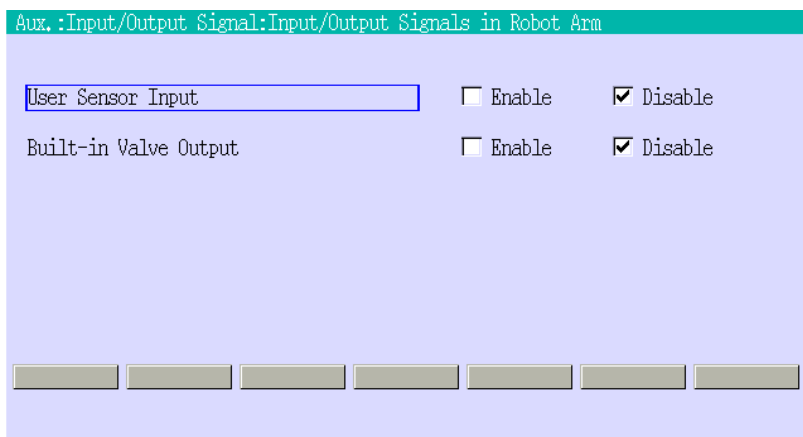 Aux.:Input/Output Signal:Input/Output Signals in Robot Arm
User Sensor Input Enable Disable
Built-in Valve Output Enable Disable